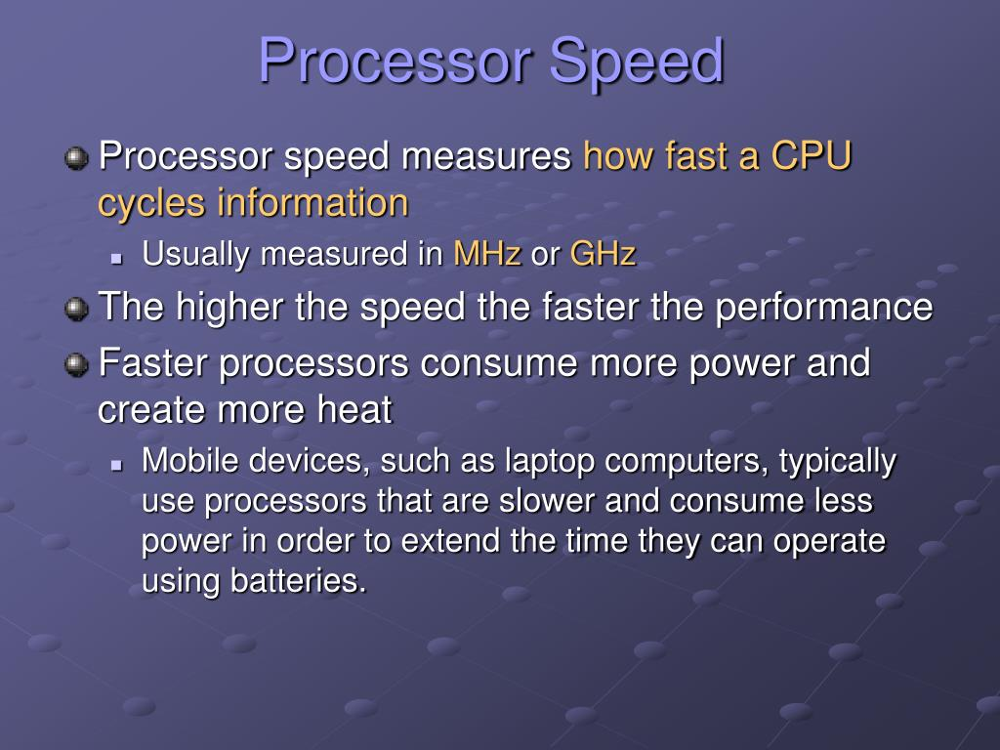 Processor Speed
Processor speed measures how fast a CPU
cycles information
Usually measured in MHz or GHz
The higher the speed the faster the performance
Faster processors consume more power and
create more heat
Mobile devices, such as laptop computers, typically
use processors that are slower and consume less
power in order to extend the time they can operate
using batteries.